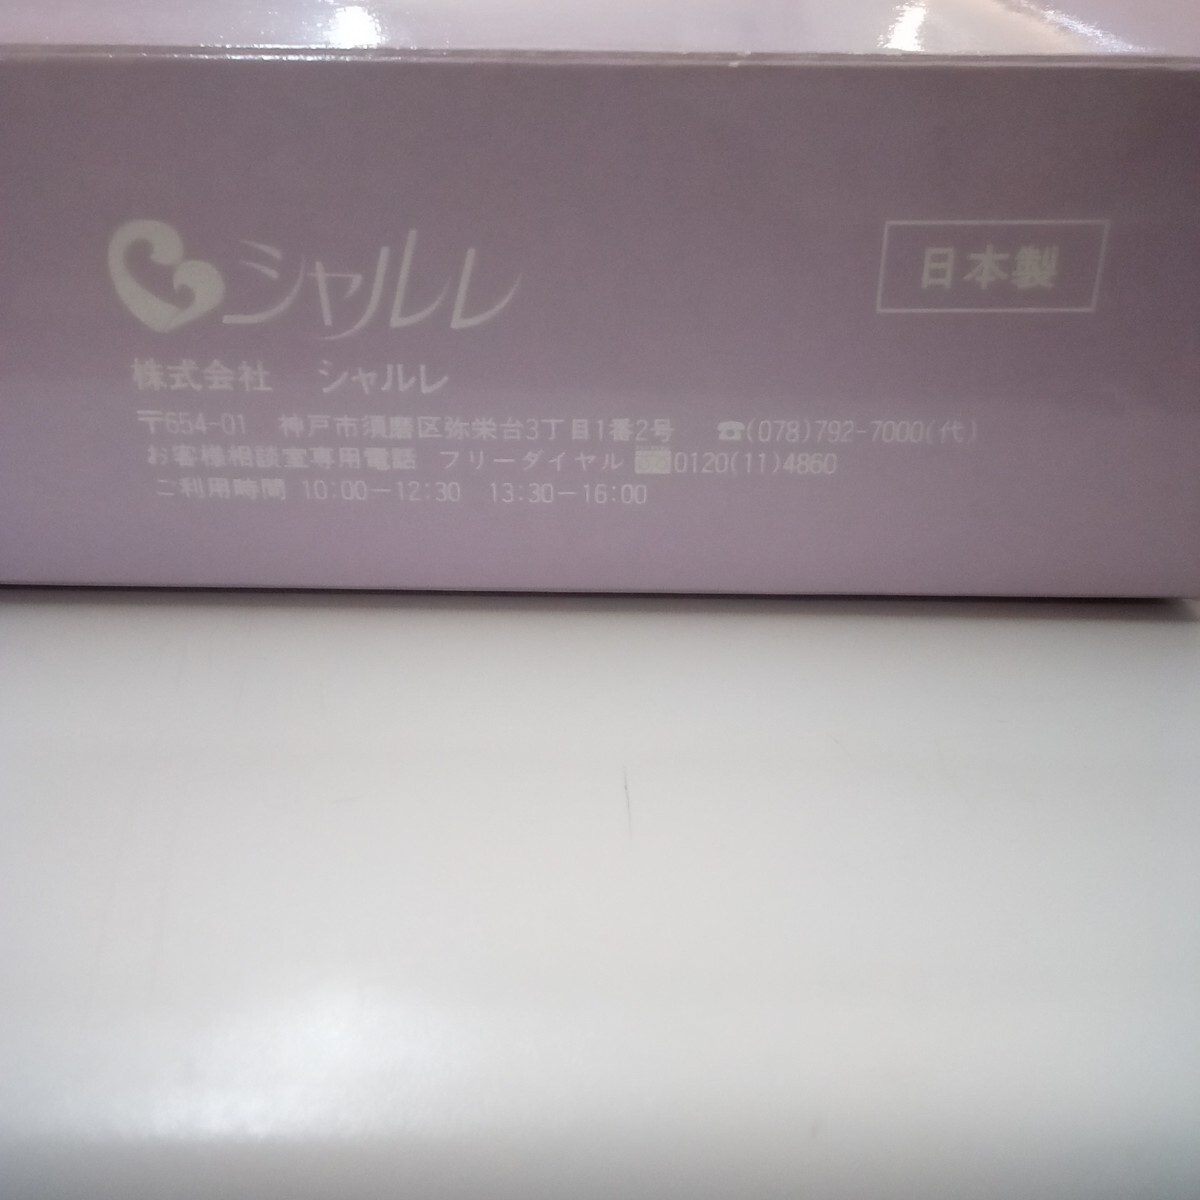 シャルレ
日本製
株式会社 シャルレ
〒654-01 神戸市須磨区弥栄台3丁目1番2号 ☎(078)792-7000(代)
お客様相談室専用電話 フリーダイヤル 0120(11)4860
ご利用時間 10:00−12:30 13:30−16:00